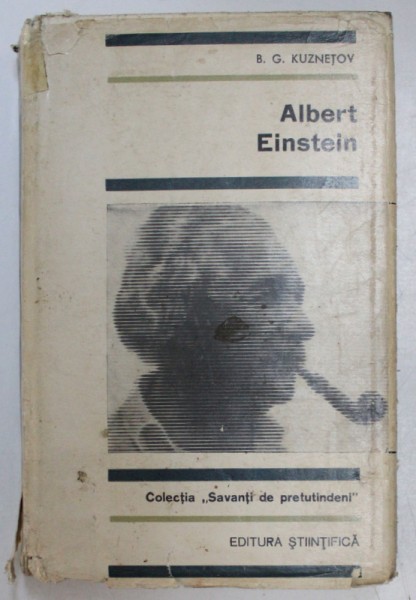 B. G. KUZNEȚOV
Albert
Einstein
Colecția „Savanți de pretutindeni”
EDITURA ȘTIINȚIFICĂ